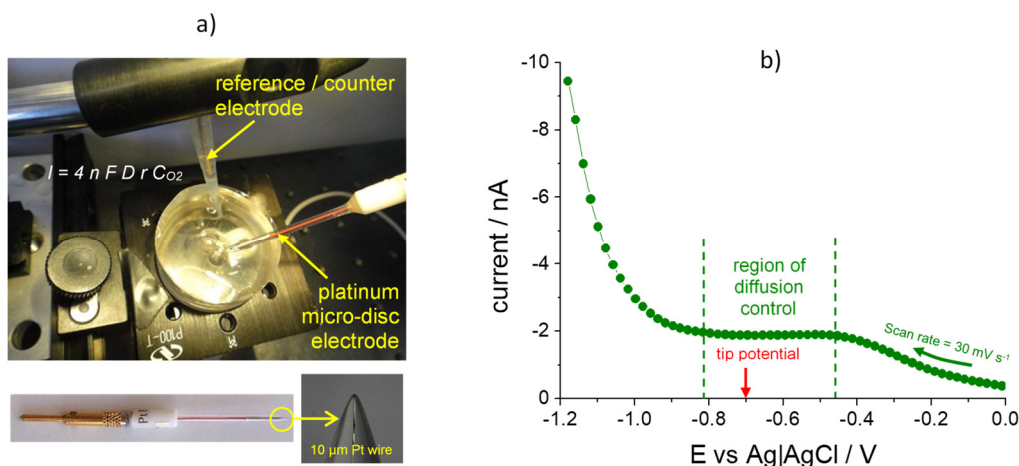 a)
reference / counter
electrode
I = 4 n F D r C_O2
platinum
micro-disc
electrode
P100-T
Pt
10 µm Pt wire
b)
current / nA
-10
-8
-6
-4
-2
0
region of
diffusion
control
tip potential
Scan rate = 30 mV s⁻¹
-1.2
-1.0
-0.8
-0.6
-0.4
-0.2
0.0
E vs Ag|AgCl / V